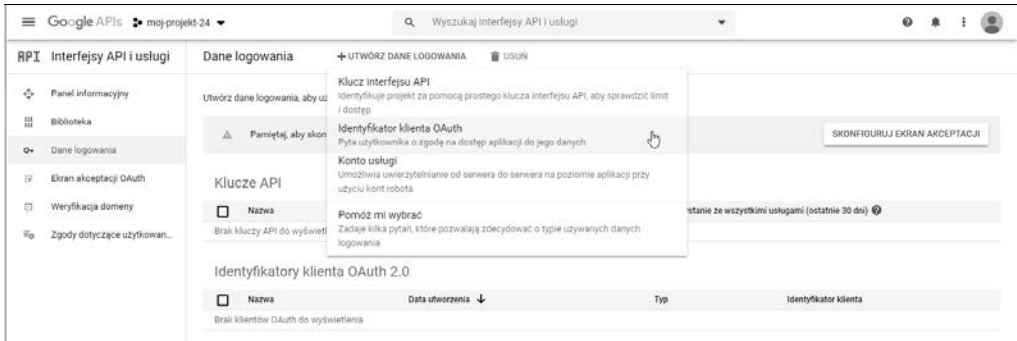 Google APIs moj-projekt-24 Wyszukaj interfejsy API i usługi
API Interfejsy API i usługi Dane logowania + UTWÓRZ DANE LOGOWANIA USUŃ
Panel informacyjny
Biblioteka
Dane logowania
Ekran akceptacji OAuth
Weryfikacja domeny
Zgody dotyczące użytkowan...
Utwórz dane logowania, aby uz
Pamiętaj, aby skon
SKONFIGURUJ EKRAN AKCEPTACJI
Klucz interfejsu API
Identyfikuje projekt za pomocą prostego klucza interfejsu API, aby sprawdzić limit
i dostęp
Identyfikator klienta OAuth
Pyta użytkownika o zgodę na dostęp aplikacji do jego danych
Konto usługi
Umożliwia uwierzytelnianie od serwera do serwera na poziomie aplikacji przy
użyciu kont robota
Pomóż mi wybrać
Zadaje kilka pytań, które pozwalają zdecydować o typie używanych danych
logowania
Klucze API
Nazwa
stanie ze wszystkimi usługami (ostatnie 30 dni)
Brak kluczy API do wyświetl
Identyfikatory klienta OAuth 2.0
Nazwa Data utworzenia Typ Identyfikator klienta
Brak klientów OAuth do wyświetlenia